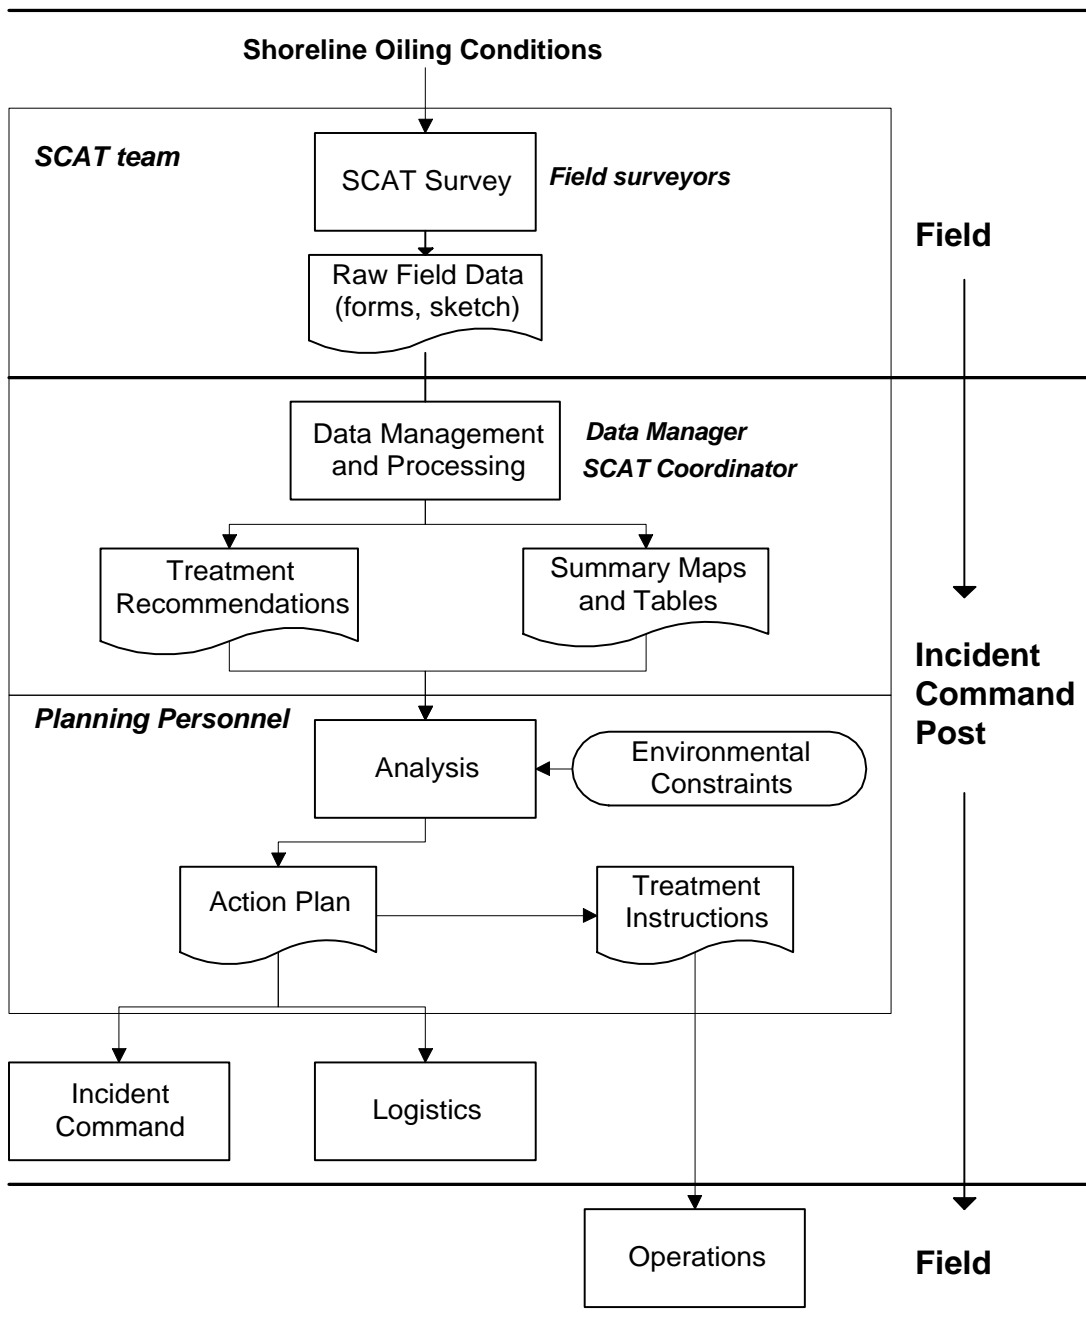 Shoreline Oiling Conditions
SCAT team
SCAT Survey
Field surveyors
Field
Raw Field Data
(forms, sketch)
Data Management
and Processing
Data Manager
SCAT Coordinator
Treatment
Recommendations
Summary Maps
and Tables
Incident
Command
Post
Planning Personnel
Analysis
Environmental
Constraints
Action Plan
Treatment
Instructions
Incident
Command
Logistics
Operations
Field